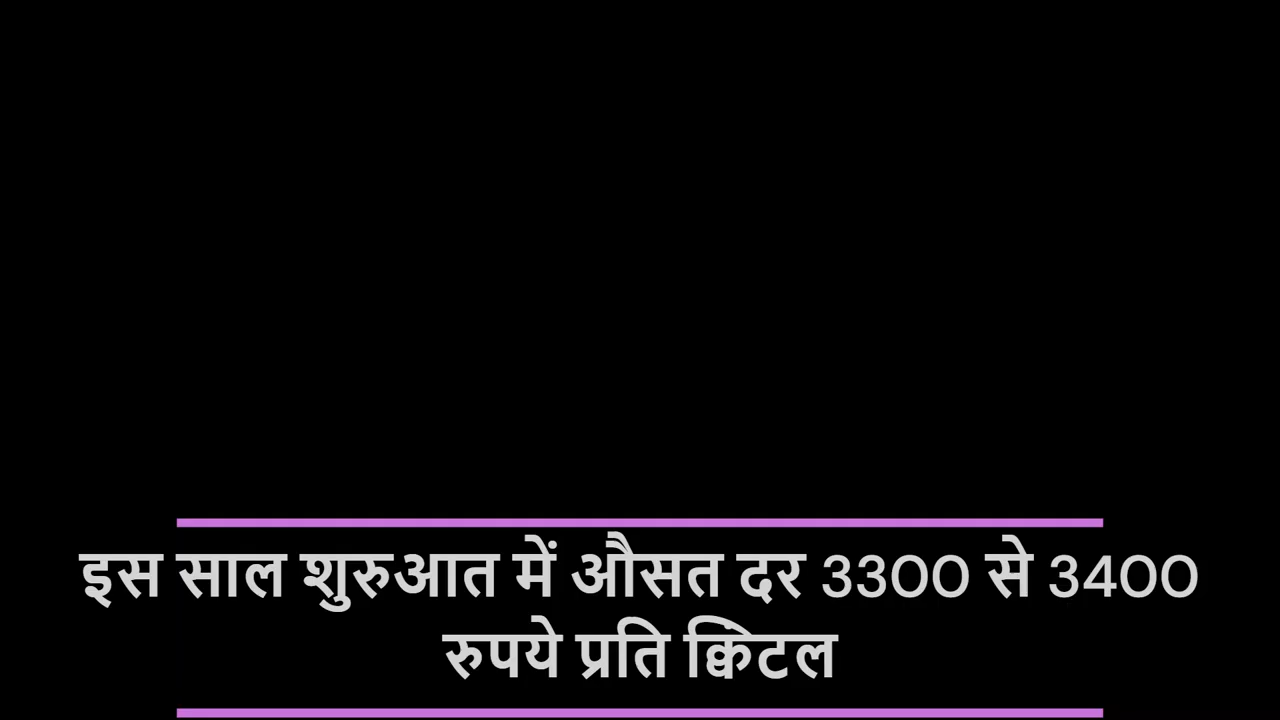 इस साल शुरुआत में औसत दर 3300 से 3400
रुपये प्रति क्विटल